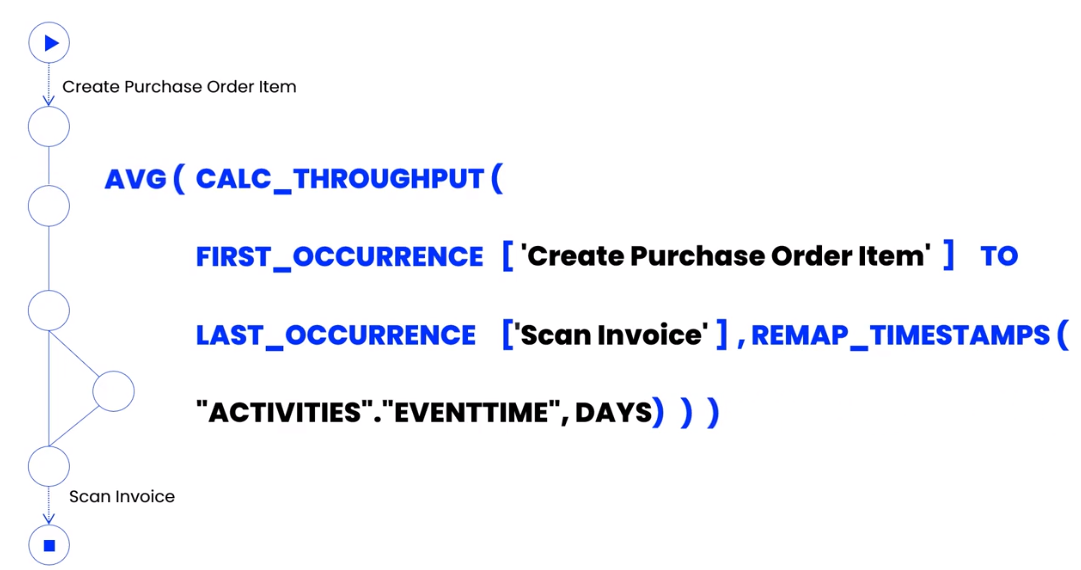 Create Purchase Order Item
AVG ( CALC_THROUGHPUT (
FIRST_OCCURRENCE [ 'Create Purchase Order Item' ] TO
LAST_OCCURRENCE ['Scan Invoice' ] , REMAP_TIMESTAMPS (
"ACTIVITIES"."EVENTTIME", DAYS) ) )
Scan Invoice